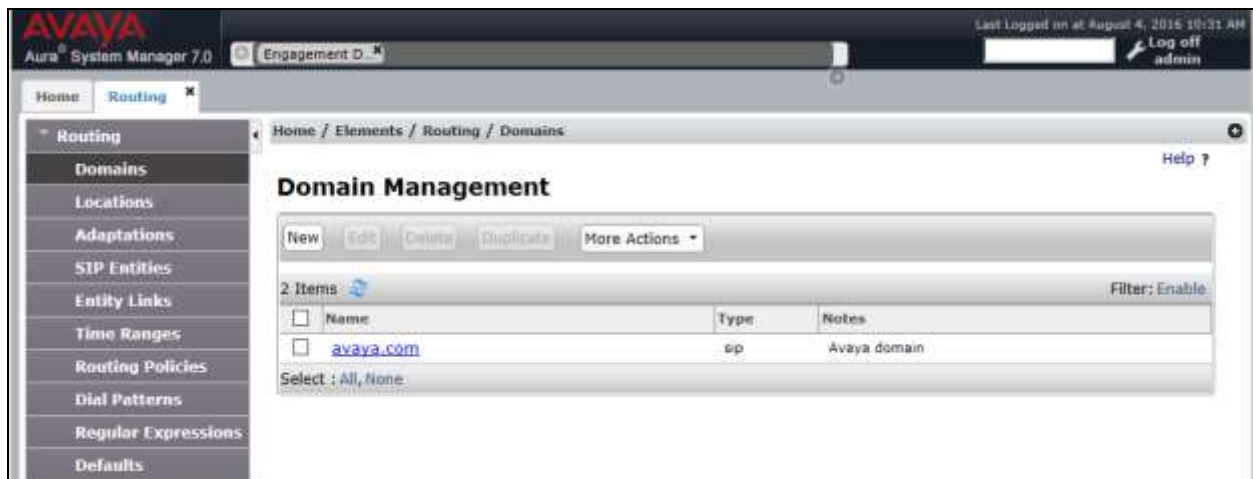 AVAYA
Last Logged on at August 4, 2016 10:31 AM
Aura® System Manager 7.0
Engagement D...
Log off
admin
Home
Routing
Routing
Domains
Locations
Adaptations
SIP Entities
Entity Links
Time Ranges
Routing Policies
Dial Patterns
Regular Expressions
Defaults
Home / Elements / Routing / Domains
Help ?
Domain Management
New Edit Delete Duplicate More Actions
2 Items Filter: Enable
Name Type Notes
avaya.com sip Avaya domain
Select : All, None